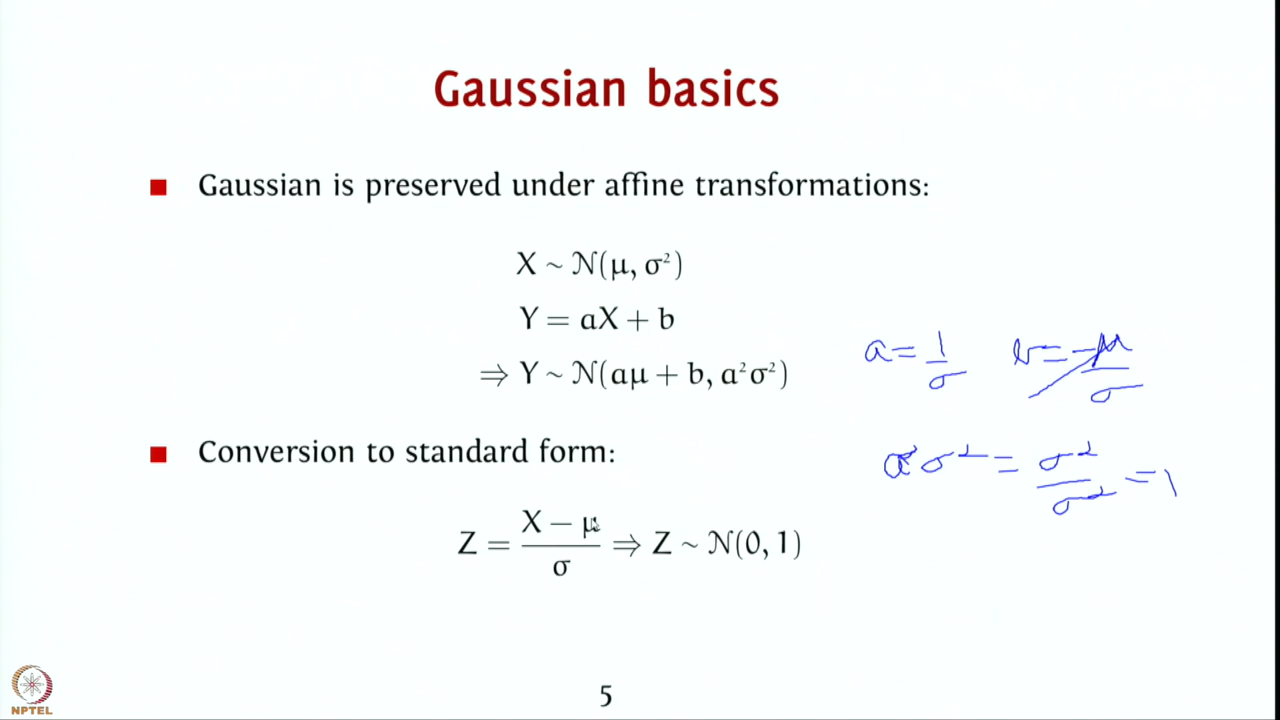 Gaussian basics
■ Gaussian is preserved under affine transformations:
X ~ N(μ, σ²)
Y = aX + b
⇒ Y ~ N(aμ + b, a²σ²)
a = 1/σ b = -μ/σ
■ Conversion to standard form:
a²σ² = σ²/σ² = 1
Z = (X − μ)/σ ⇒ Z ~ N(0, 1)
NPTEL
5